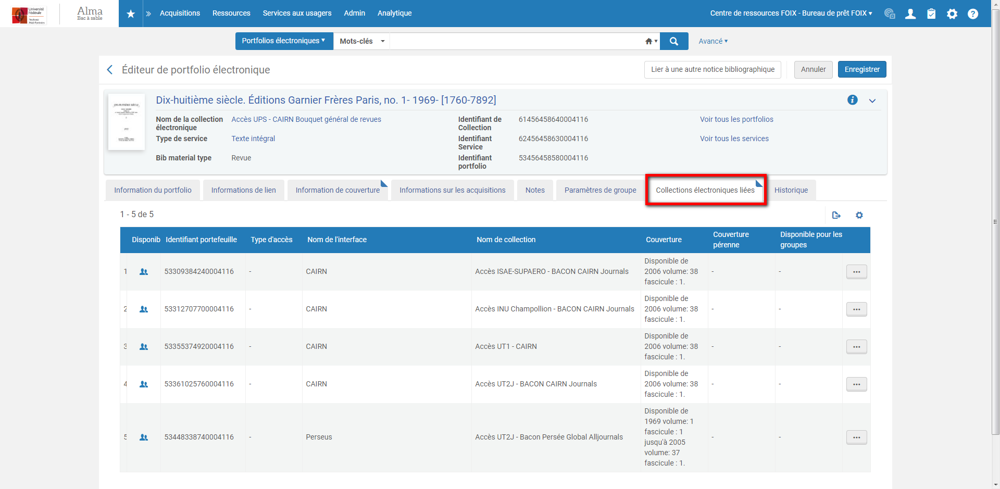 Université
Fédérale
Toulouse
Midi-Pyrénées
Alma
Bac à sable
Acquisitions
Ressources
Services aux usagers
Admin
Analytique
Centre de ressources FOIX - Bureau de prêt FOIX
Portfolios électroniques
Mots-clés
Avancé
Éditeur de portfolio électronique
Lier à une autre notice bibliographique
Annuler
Enregistrer
Dix-huitième siècle. Éditions Garnier Frères Paris, no. 1- 1969- [1760-7892]
Nom de la collection électronique
Accès UPS - CAIRN Bouquet général de revues
Identifiant de Collection
61456458640004116
Voir tous les portfolios
Type de service
Texte intégral
Identifiant Service
62456458630004116
Voir tous les services
Bib material type
Revue
Identifiant portfolio
53456458580004116
Information du portfolio
Informations de lien
Information de couverture
Informations sur les acquisitions
Notes
Paramètres de groupe
Collections électroniques liées
Historique
1 - 5 de 5
Disponib
Identifiant portefeuille
Type d'accès
Nom de l'interface
Nom de collection
Couverture
Couverture pérenne
Disponible pour les groupes
1
53309384240004116
-
CAIRN
Accès ISAE-SUPAERO - BACON CAIRN Journals
Disponible de
2006 volume: 38
fascicule : 1.
-
-
2
53312707700004116
-
CAIRN
Accès INU Champollion - BACON CAIRN Journals
Disponible de
2006 volume: 38
fascicule : 1.
-
-
3
53355374920004116
-
CAIRN
Accès UT1 - CAIRN
Disponible de
2006 volume: 38
fascicule : 1.
-
-
4
53361025760004116
-
CAIRN
Accès UT2J - BACON CAIRN Journals
Disponible de
2006 volume: 38
fascicule : 1.
-
-
5
53448338740004116
-
Perseus
Accès UT2J - Bacon Persée Global Alljournals
Disponible de
1969 volume: 1
fascicule : 1
jusqu'à 2005
volume: 37
fascicule : 1.
-
-